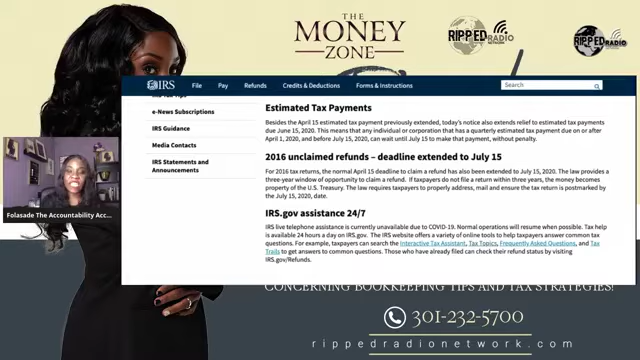 THE
MONEY
ZONE
RIPPED RADIO
NETWORK
RIPPED RADIO
NETWORK
IRS File Pay Refunds Credits & Deductions Forms & Instructions Search
e-News Subscriptions
IRS Guidance
Media Contacts
IRS Statements and
Announcements
Estimated Tax Payments
Besides the April 15 estimated tax payment previously extended, today's notice also extends relief to estimated tax payments
due June 15, 2020. This means that any individual or corporation that has a quarterly estimated tax payment due on or after
April 1, 2020, and before July 15, 2020, can wait until July 15 to make that payment, without penalty.
2016 unclaimed refunds – deadline extended to July 15
For 2016 tax returns, the normal April 15 deadline to claim a refund has also been extended to July 15, 2020. The law provides a
three-year window of opportunity to claim a refund. If taxpayers do not file a return within three years, the money becomes
property of the U.S. Treasury. The law requires taxpayers to properly address, mail and ensure the tax return is postmarked by
the July 15, 2020, date.
IRS.gov assistance 24/7
IRS live telephone assistance is currently unavailable due to COVID-19. Normal operations will resume when possible. Tax help
is available 24 hours a day on IRS.gov. The IRS website offers a variety of online tools to help taxpayers answer common tax
questions. For example, taxpayers can search the Interactive Tax Assistant, Tax Topics, Frequently Asked Questions, and Tax
Trails to get answers to common questions. Those who have already filed can check their refund status by visiting
IRS.gov/Refunds.
Folasade The Accountability Acc...
CONCERNING BOOKKEEPING TIPS AND TAX STRATEGIES!
301-232-5700
rippedradionetwork.com